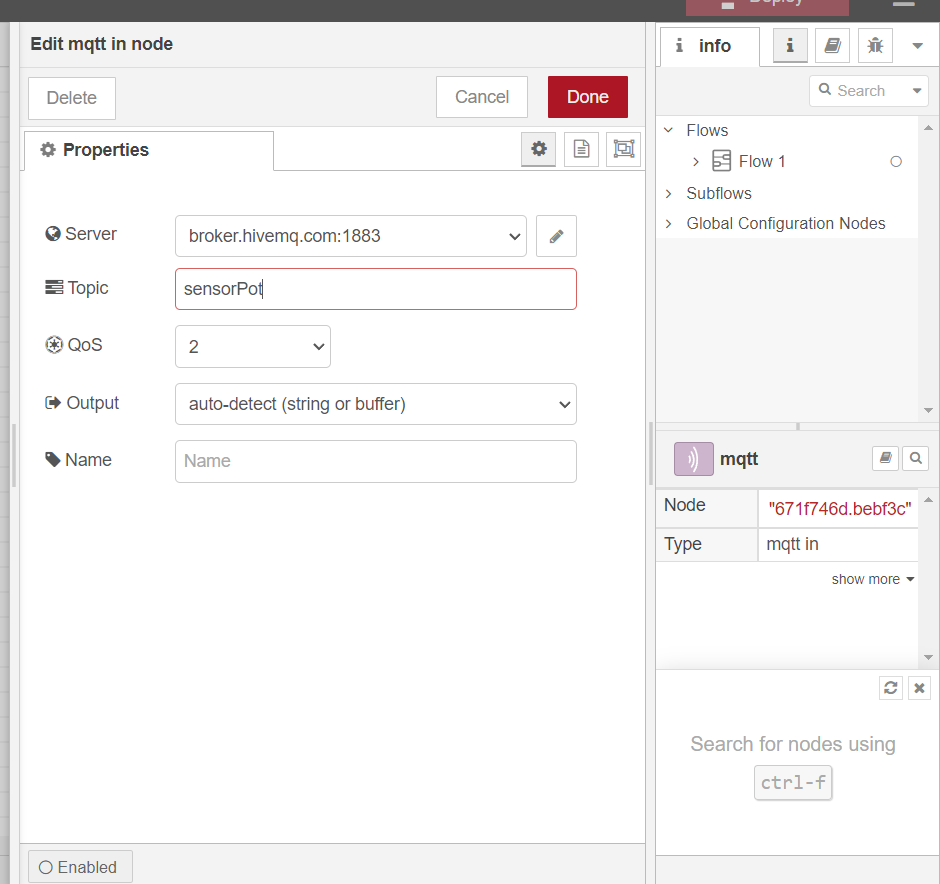 Deploy
Edit mqtt in node
Delete
Cancel
Done
Properties
Server
broker.hivemq.com:1883
Topic
sensorPot
QoS
2
Output
auto-detect (string or buffer)
Name
Name
Enabled
info
Search
Flows
Flow 1
Subflows
Global Configuration Nodes
mqtt
Node
"671f746d.bebf3c"
Type
mqtt in
show more
Search for nodes using
ctrl-f